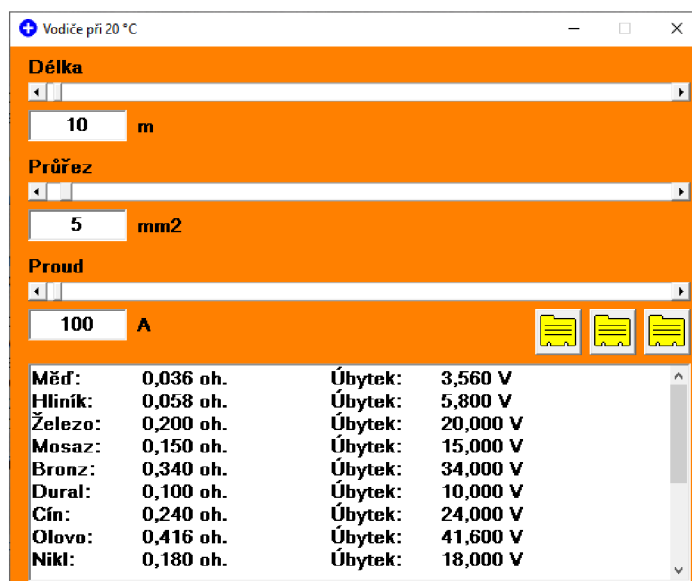 Vodiče při 20 °C
Délka
10 m
Průřez
5 mm2
Proud
100 A
Měď: 0,036 oh. Úbytek: 3,560 V
Hliník: 0,058 oh. Úbytek: 5,800 V
Železo: 0,200 oh. Úbytek: 20,000 V
Mosaz: 0,150 oh. Úbytek: 15,000 V
Bronz: 0,340 oh. Úbytek: 34,000 V
Dural: 0,100 oh. Úbytek: 10,000 V
Cín: 0,240 oh. Úbytek: 24,000 V
Olovo: 0,416 oh. Úbytek: 41,600 V
Nikl: 0,180 oh. Úbytek: 18,000 V